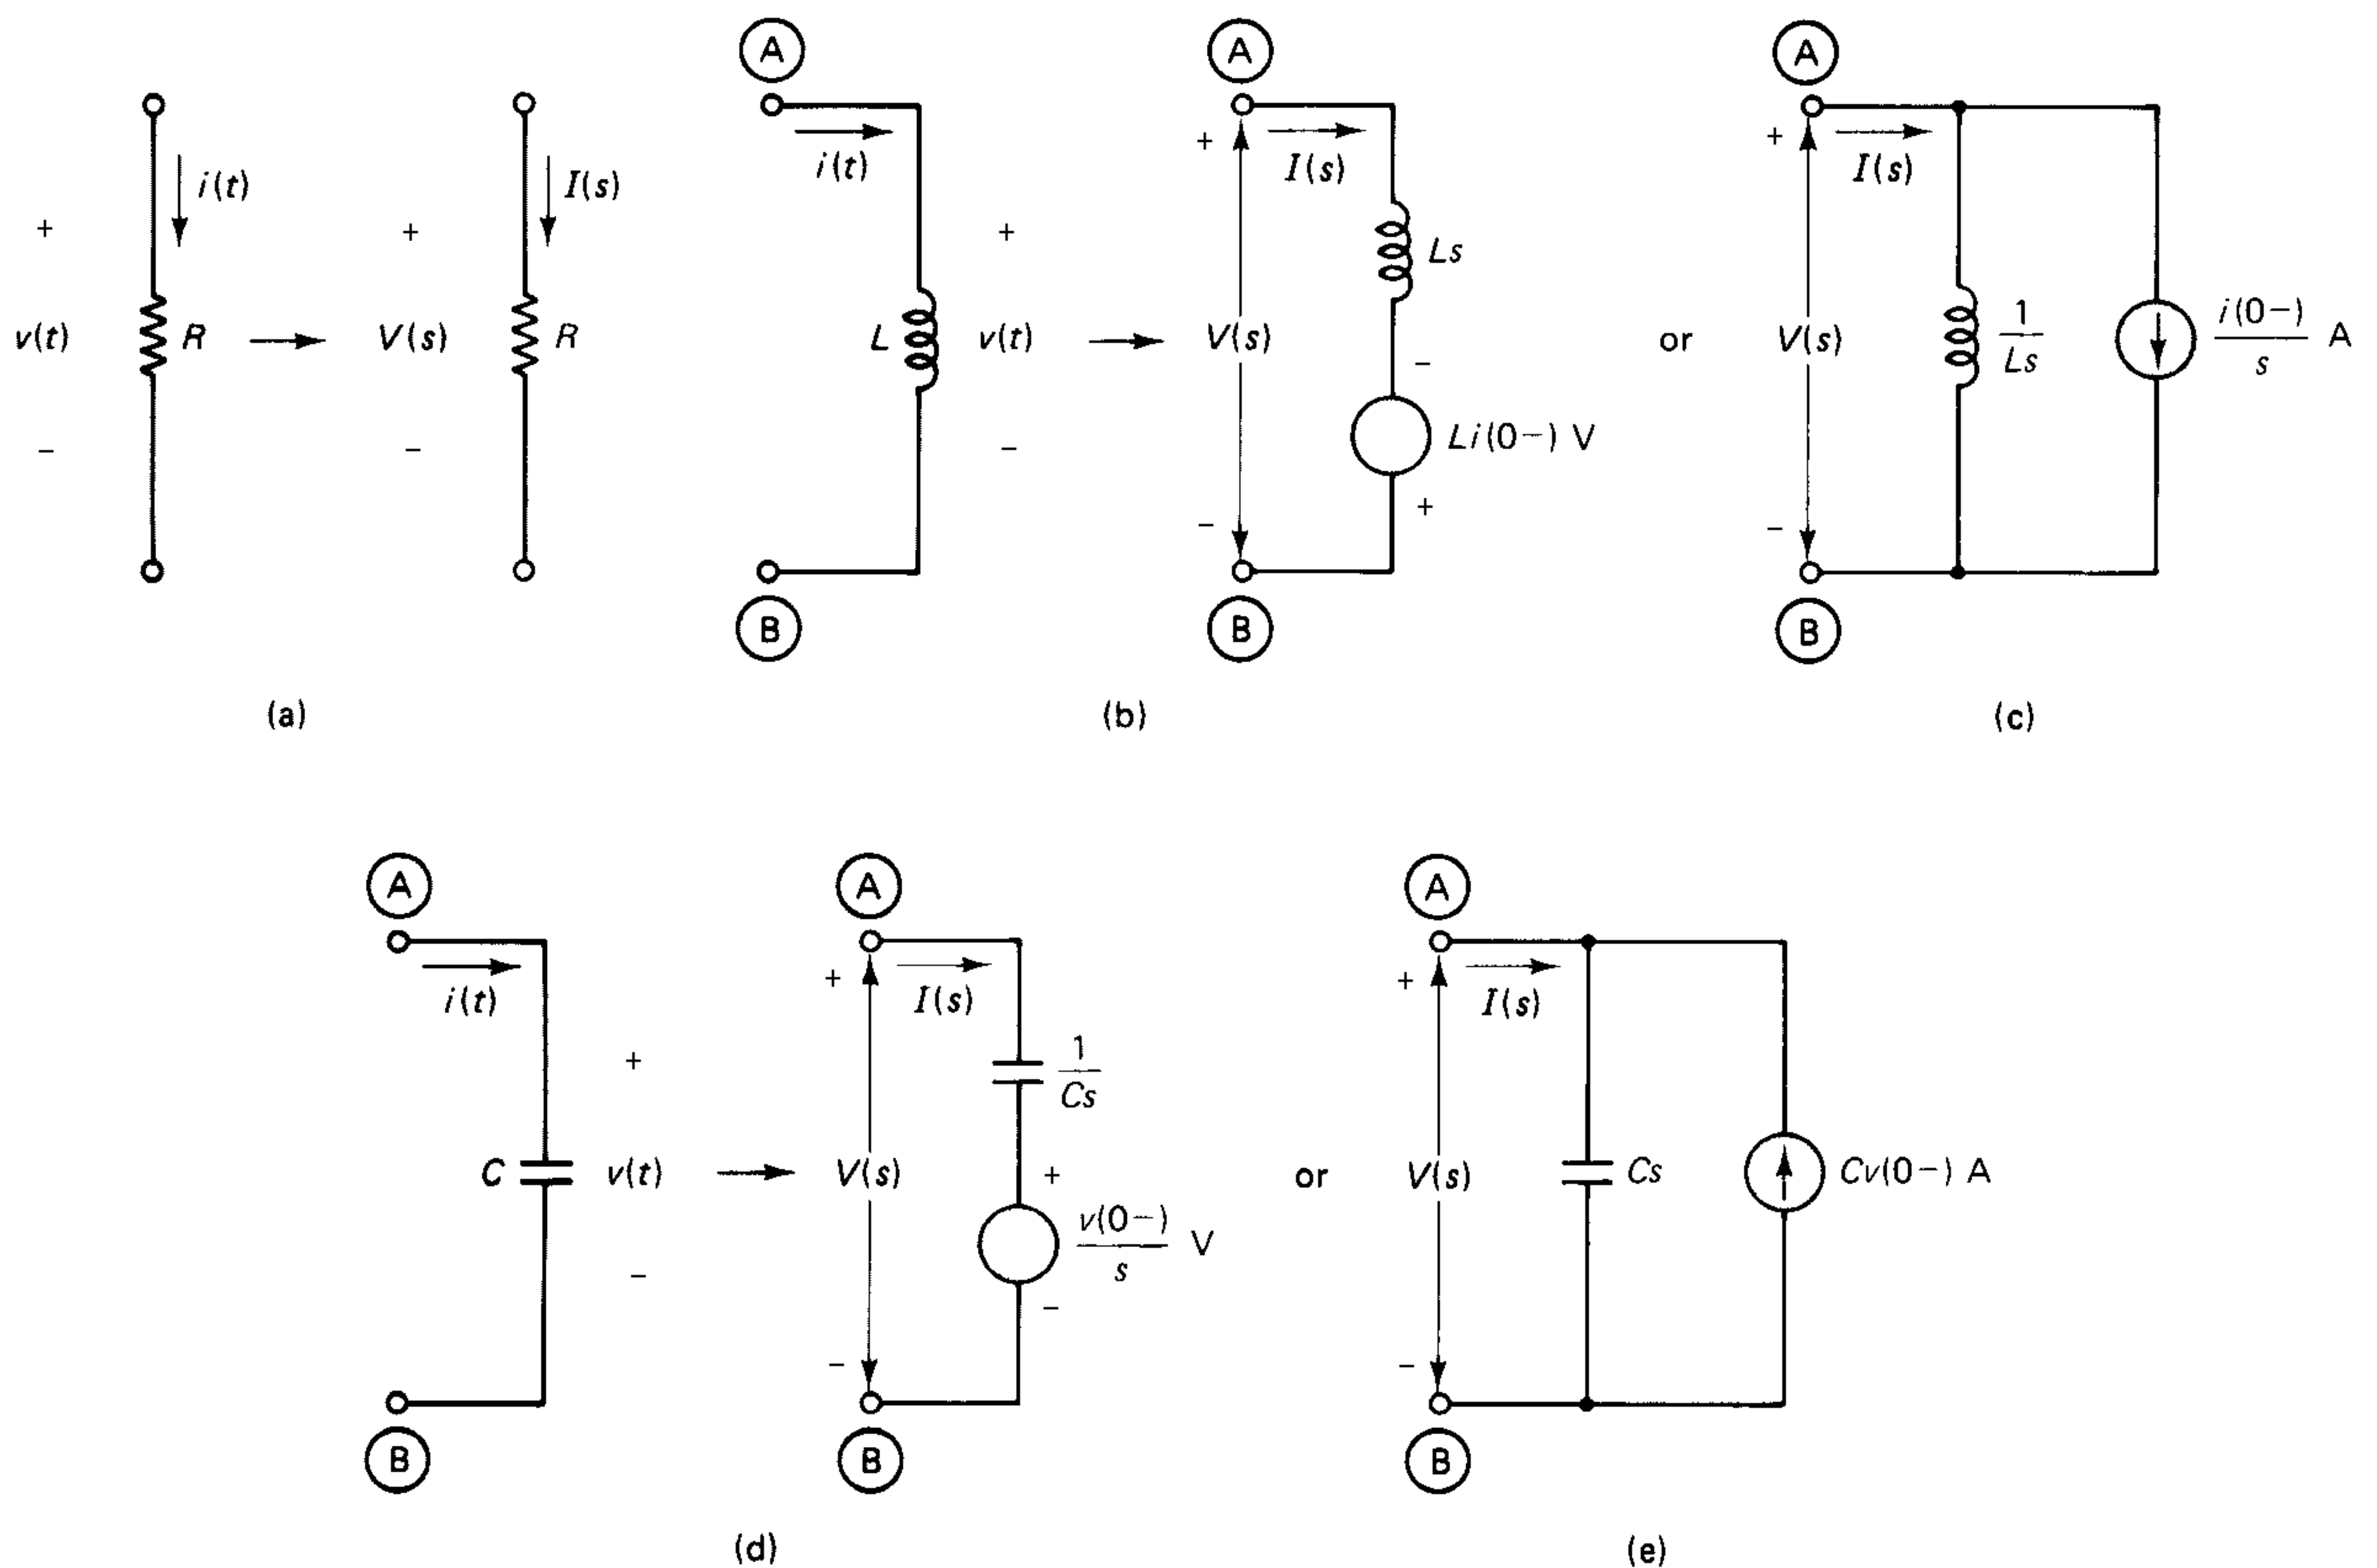 v(t)
+
−
i(t)
R
V(s)
+
−
I(s)
R
(a)
A
i(t)
L
+
v(t)
−
B
A
+
I(s)
V(s)
Ls
−
Li(0−) V
+
−
B
(b)
or
A
+
I(s)
V(s)
1
Ls
i(0−)
s
A
−
B
(c)
A
i(t)
C
+
v(t)
−
B
A
+
I(s)
1
Cs
V(s)
+
v(0−)
s
V
−
−
B
(d)
or
A
+
I(s)
V(s)
Cs
Cv(0−) A
−
B
(e)